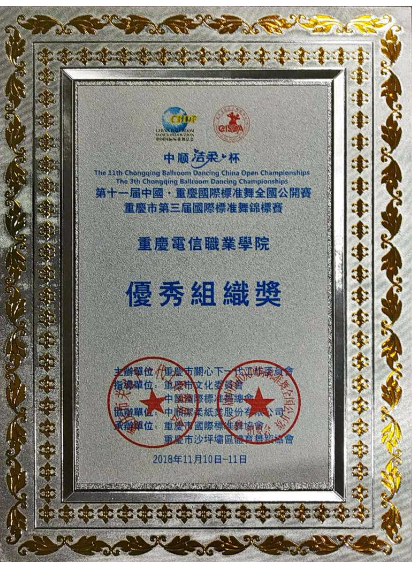 CBDF
中顺洁柔杯
The 11th Chongqing Ballroom Dancing China Open Championships
The 3th Chongqing Ballroom Dancing Championships
第十一届中國·重慶國際標准舞全國公開賽
重慶市第三届國際標准舞錦標賽
重慶電信職業學院
優秀組織獎
主辦單位：重慶市關心下一代工作委員會
指導單位：重慶市文化委員會
中國國際標准舞總會
協辦單位：中順潔柔紙業股份有限公司
承辦單位：重慶市國際標准舞協會
重慶市沙坪壩區體育舞蹈協會
2018年11月10日-11日